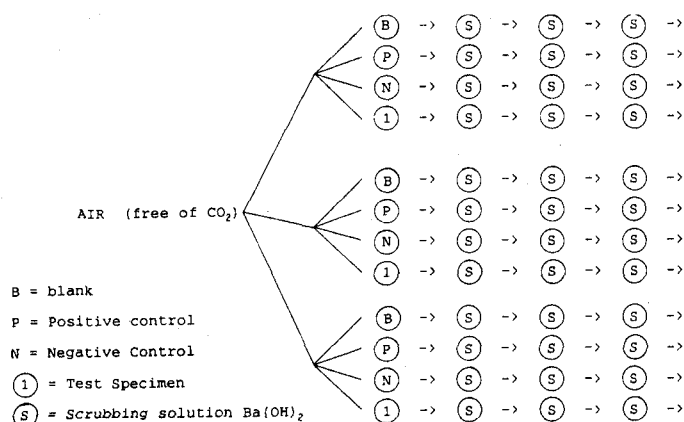 B -> S -> S -> S ->
P -> S -> S -> S ->
N -> S -> S -> S ->
1 -> S -> S -> S ->
B -> S -> S -> S ->
P -> S -> S -> S ->
AIR (free of CO₂)
N -> S -> S -> S ->
1 -> S -> S -> S ->
B = blank
B -> S -> S -> S ->
P = Positive control
P -> S -> S -> S ->
N = Negative Control
N -> S -> S -> S ->
1 = Test Specimen
1 -> S -> S -> S ->
S = Scrubbing solution Ba(OH)₂